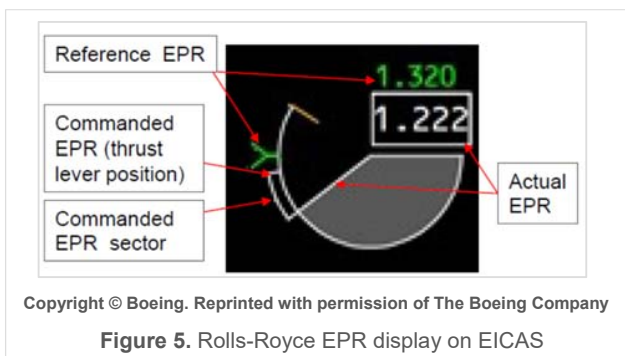 Reference EPR
1.320
1.222
Commanded
EPR (thrust
lever position)
Commanded
EPR sector
Actual
EPR
Copyright © Boeing. Reprinted with permission of The Boeing Company
Figure 5. Rolls-Royce EPR display on EICAS